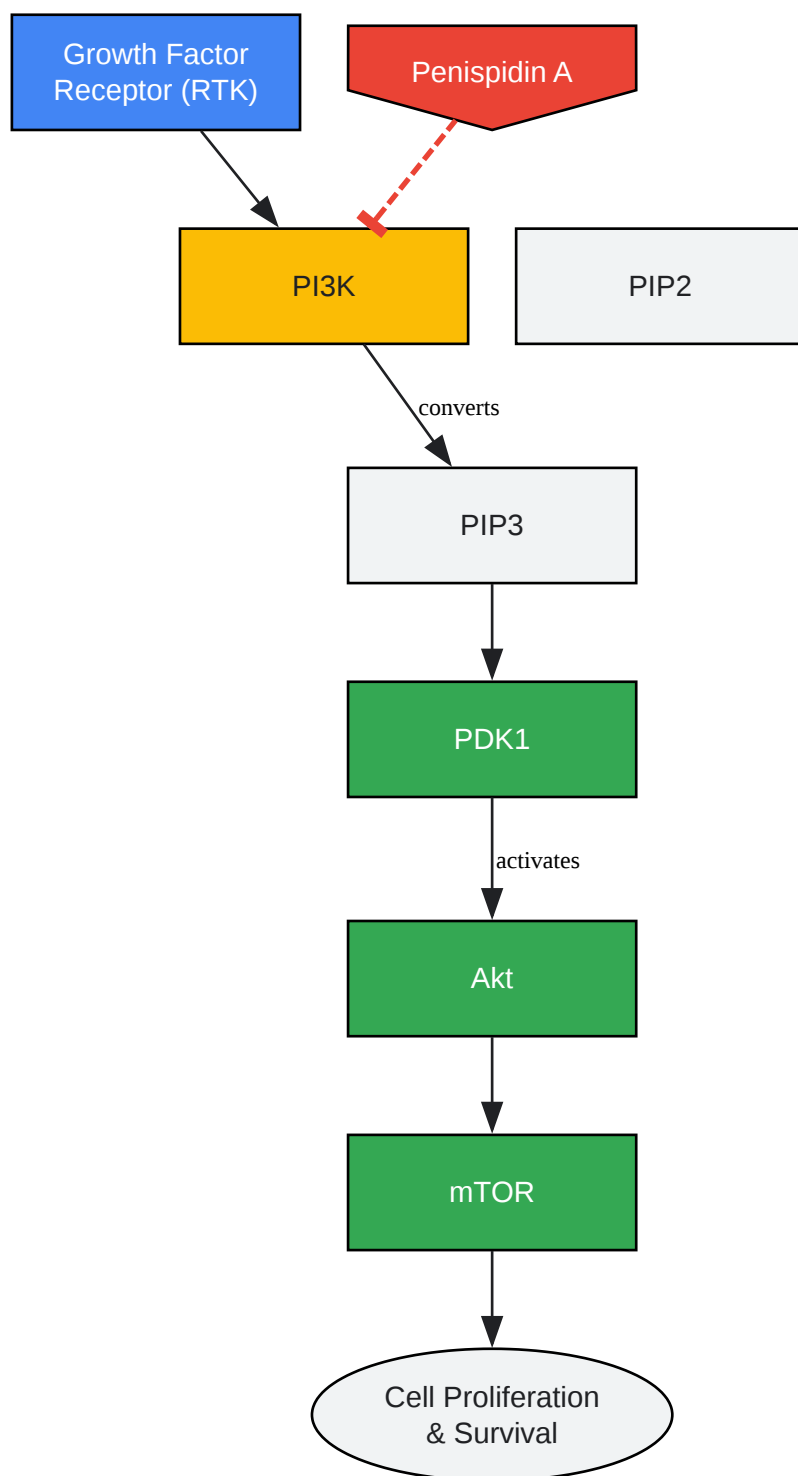 Growth Factor
Receptor (RTK)
Penispidin A
PI3K
PIP2
converts
PIP3
PDK1
activates
Akt
mTOR
Cell Proliferation
& Survival